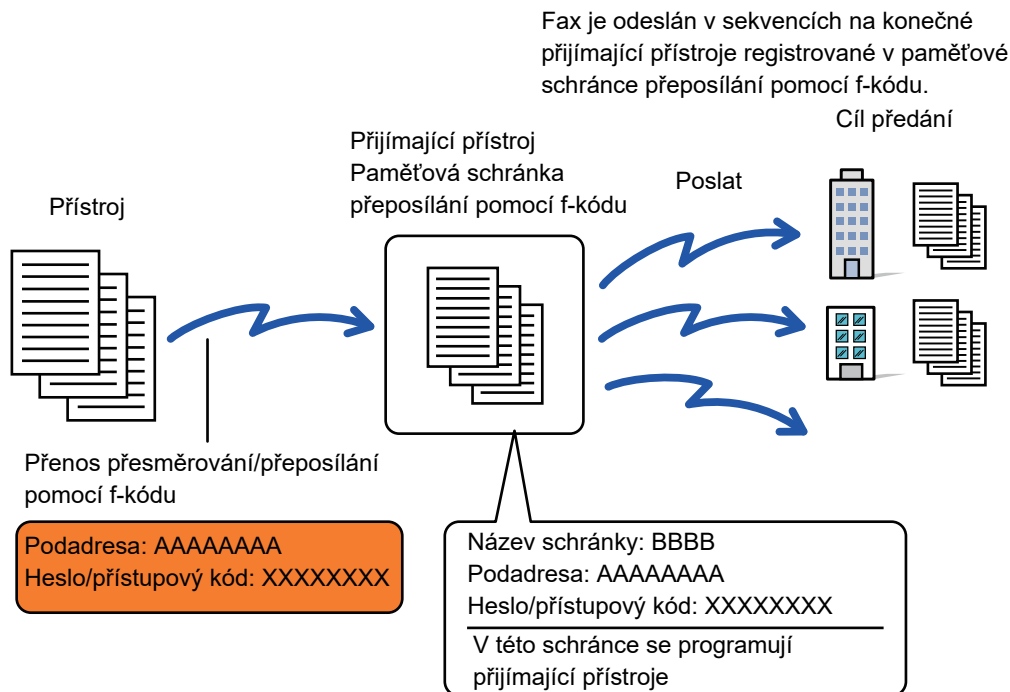 Fax je odeslán v sekvencích na konečné
přijímající přístroje registrované v paměťové
schránce přeposílání pomocí f-kódu.
Cíl předání
Přijímající přístroj
Paměťová schránka
přeposílání pomocí f-kódu
Poslat
Přístroj
Přenos přesměrování/přeposílání
pomocí f-kódu
Podadresa: AAAAAAAA
Heslo/přístupový kód: XXXXXXXX
Název schránky: BBBB
Podadresa: AAAAAAAA
Heslo/přístupový kód: XXXXXXXX
V této schránce se programují
přijímající přístroje